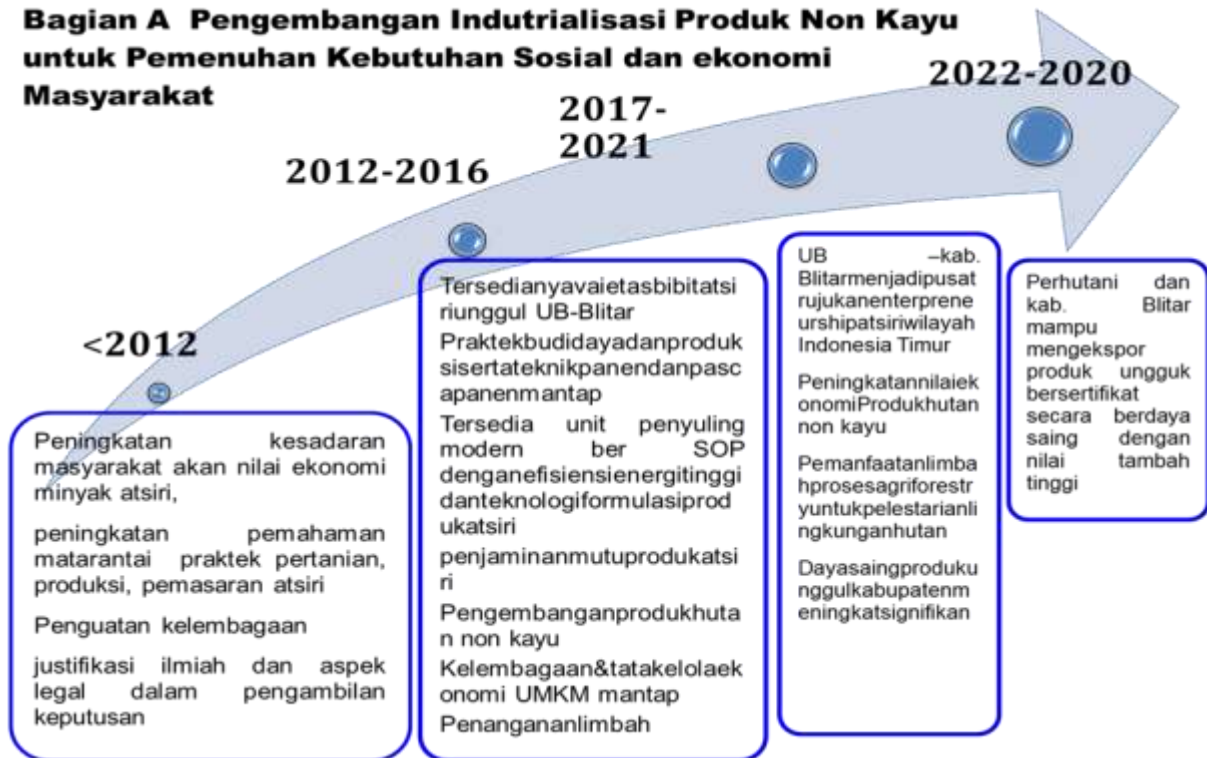 Bagian A Pengembangan Indutrialisasi Produk Non Kayu
untuk Pemenuhan Kebutuhan Sosial dan ekonomi
Masyarakat
<2012
Peningkatan kesadaran
masyarakat akan nilai ekonomi
minyak atsiri,
peningkatan pemahaman
matarantai praktek pertanian,
produksi, pemasaran atsiri
Penguatan kelembagaan
justifikasi ilmiah dan aspek
legal dalam pengambilan
keputusan
2012-2016
Tersedianyavaietasbibitatsi
riunggul UB-Blitar
Praktekbudidayadanproduk
sisertateknikpanendanpasc
apanenmantap
Tersedia unit penyuling
modern ber SOP
denganefisiensienergitinggi
danteknologiformulasiprod
ukatsiri
penjaminanmutuprodukatsi
ri
Pengembanganprodukhuta
n non kayu
Kelembagaan&tatakelolaek
onomi UMKM mantap
Penangananlimbah
2017-
2021
UB –kab.
Blitarmenjadipusat
rujukanenterprene
urshipatsiriwilayah
Indonesia Timur
Peningkatannilaiek
onomiProdukhutan
non kayu
Pemanfaatanlimba
hprosesagriforestr
yuntukpelestarianli
ngkunganhutan
Dayasaingproduku
nggulkabupatenm
eningkatsignifikan
2022-2020
Perhutani dan
kab. Blitar
mampu
mengekspor
produk ungguk
bersertifikat
secara berdaya
saing dengan
nilai tambah
tinggi